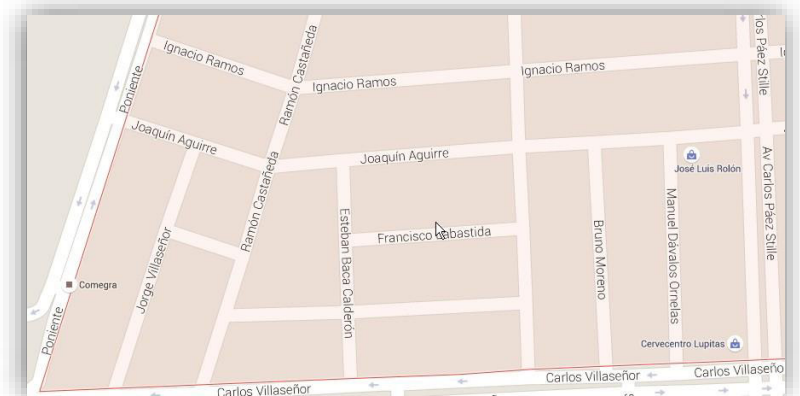 Ignacio Ramos
Ramón Castañeda
Ignacio Ramos
Ignacio Ramos
Poniente
Joaquín Aguirre
Joaquín Aguirre
José Luis Rolón
Páez Stille
Ramón Castañeda
Jorge Villaseñor
Esteban Baca Calderón
Francisco
Bruno Moreno
Manuel Dávalos Ornelas
Av Carlos Páez Stille
Comegra
Poniente
Cervecentro Lupitas
Carlos Villaseñor
Carlos Villaseñor
Carlos Villaseño